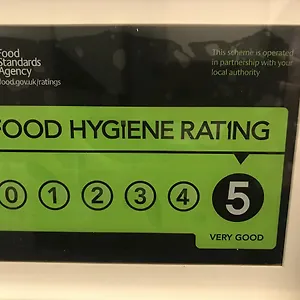 Food
Standards
Agency
food.gov.uk/ratings
This scheme is operated
in partnership with your
local authority
FOOD HYGIENE RATING
0 1 2 3 4 5
VERY GOOD